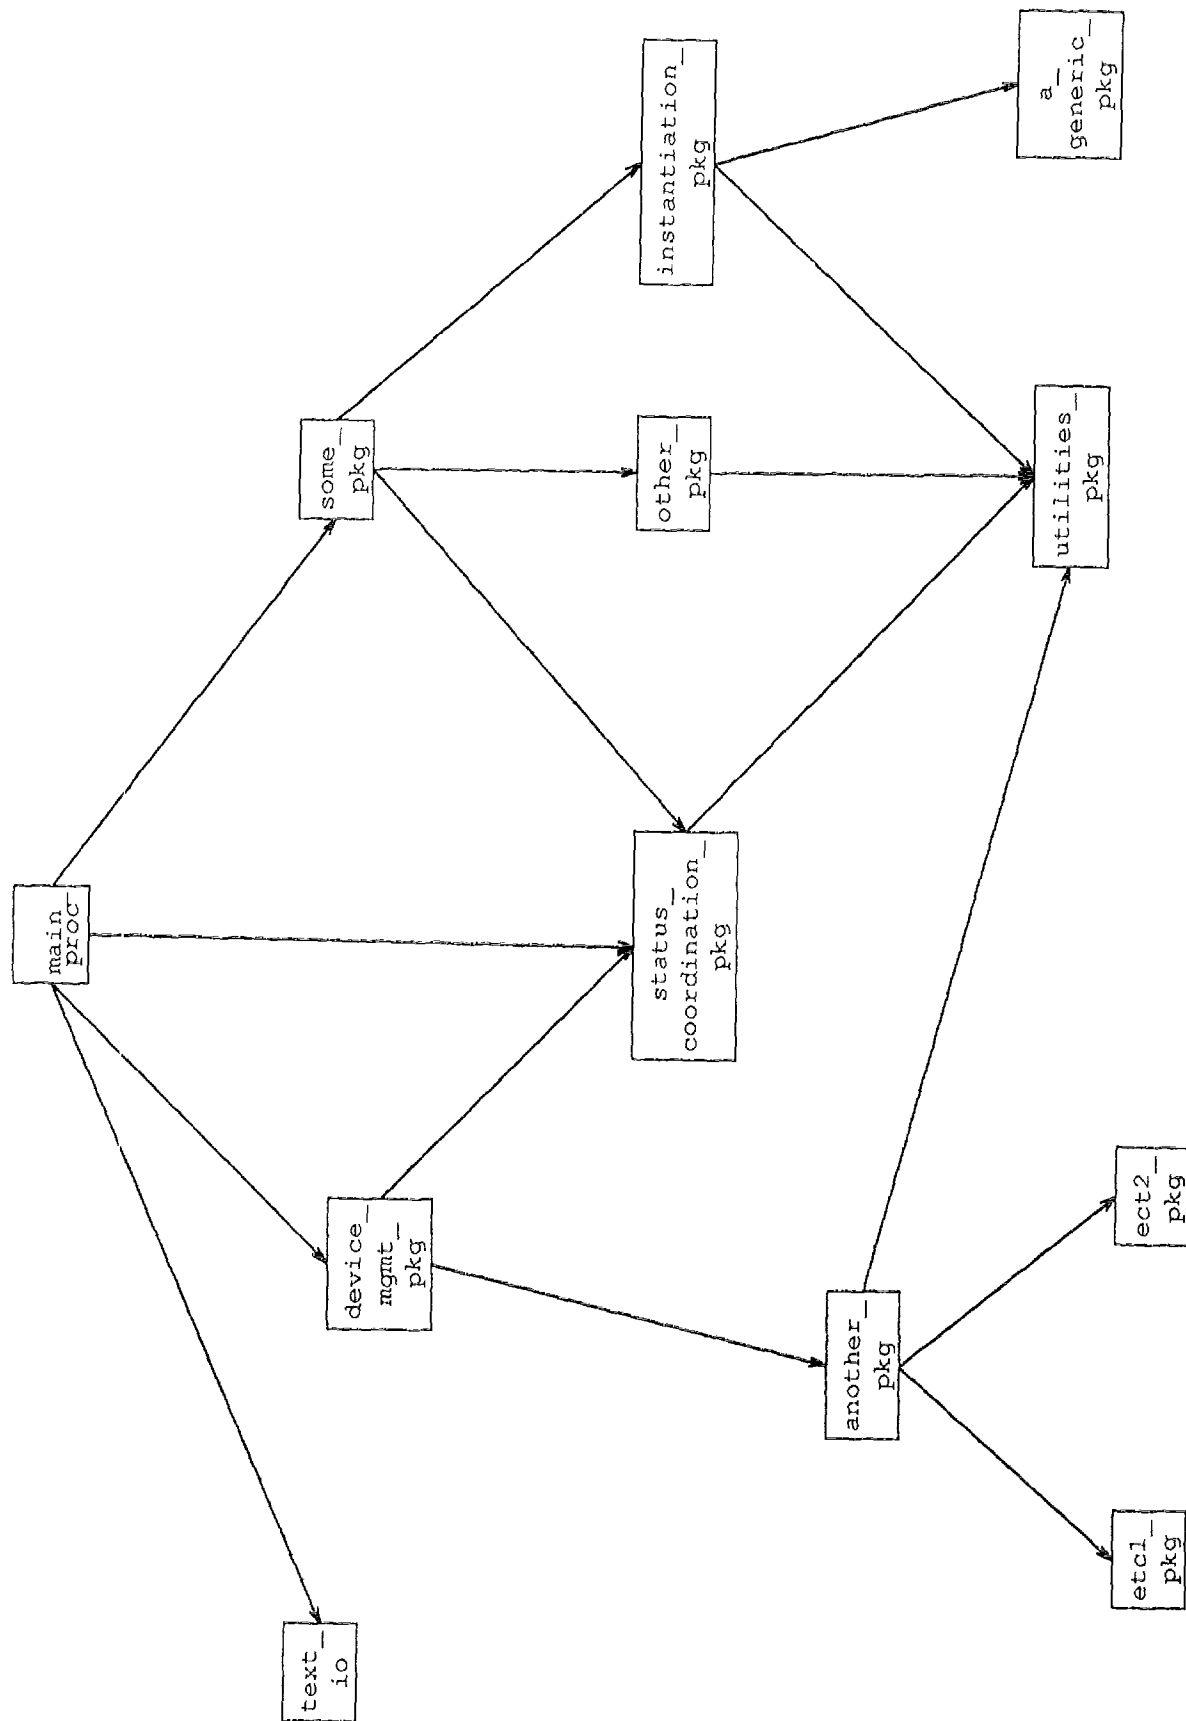 main_
proc
text_
io
device_
mgmt_
pkg
some_
pkg
status_
coordination_
pkg
other_
pkg
instantiation_
pkg
another_
pkg
etc1_
pkg
ect2_
pkg
utilities_
pkg
a_
generic_
pkg